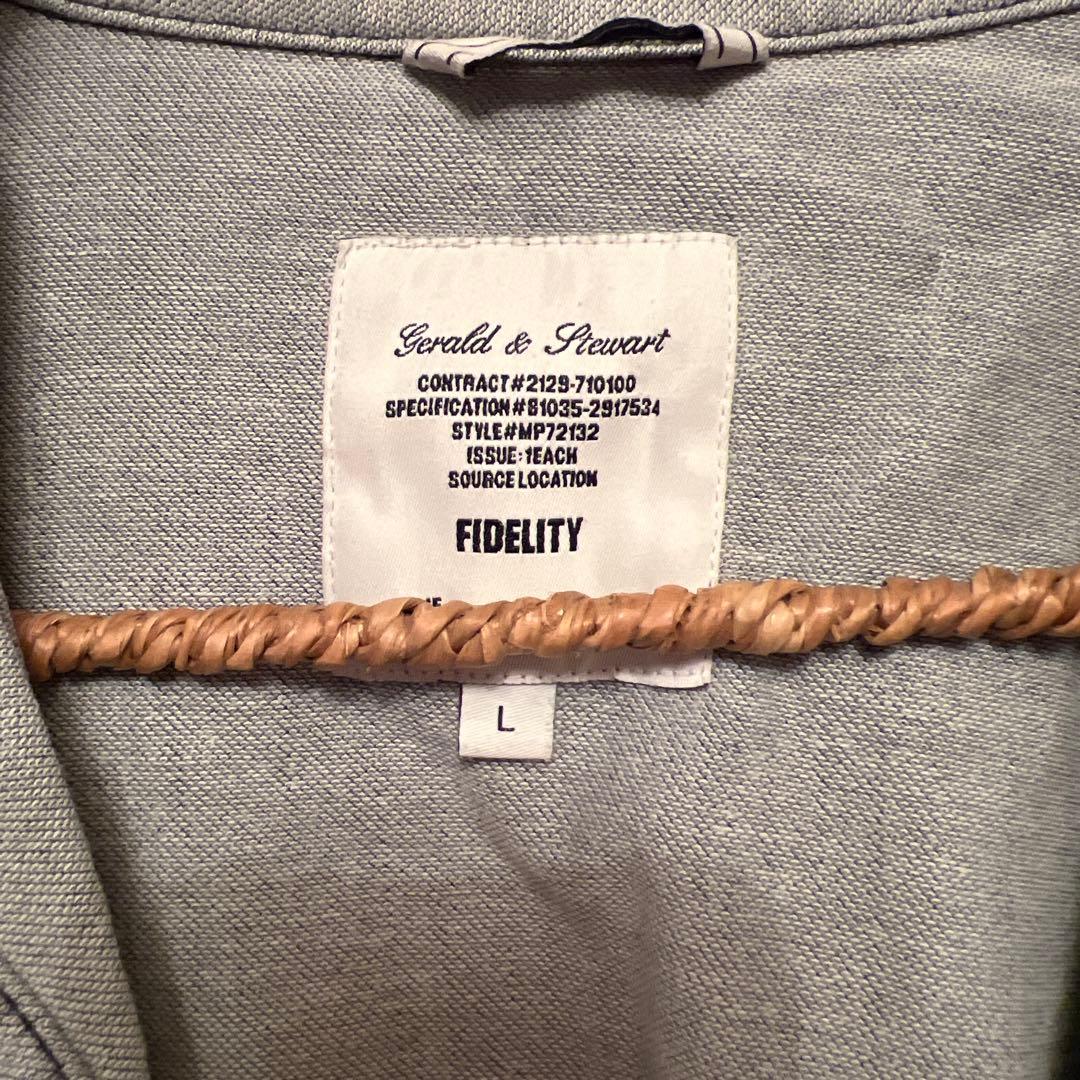 Gerald & Stewart
CONTRACT#2129-710100
SPECIFICATION#81035-2917534
STYLE#MP72132
ISSUE:1EACH
SOURCE LOCATION
FIDELITY
L